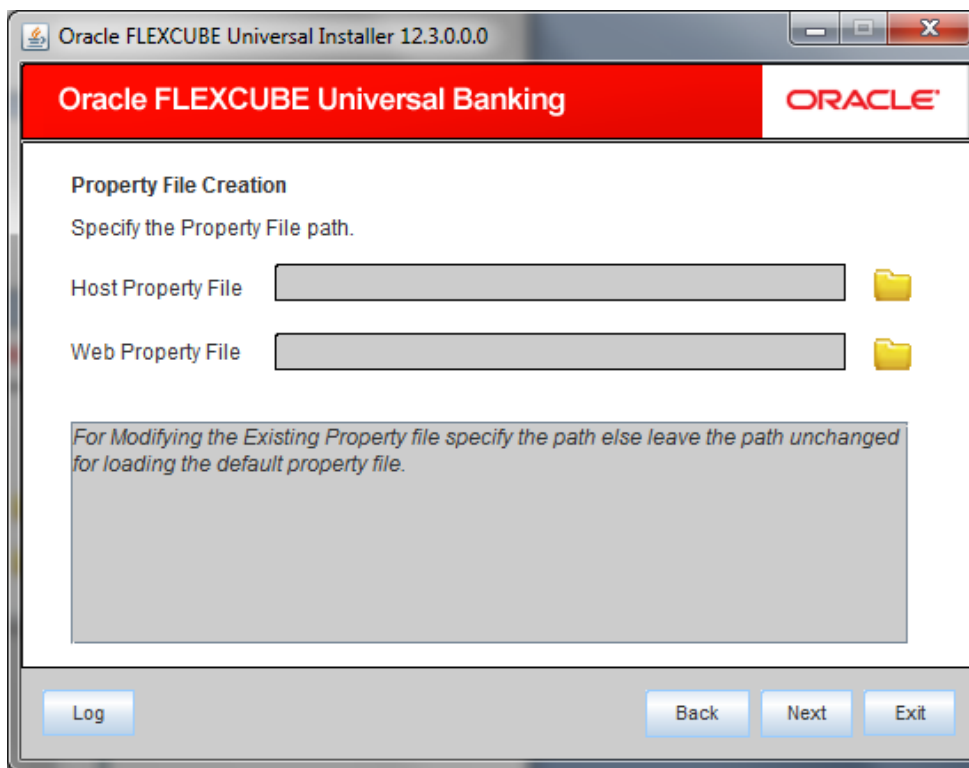 Oracle FLEXCUBE Universal Installer 12.3.0.0.0
Oracle FLEXCUBE Universal Banking
ORACLE
Property File Creation
Specify the Property File path.
Host Property File
Web Property File
For Modifying the Existing Property file specify the path else leave the path unchanged
for loading the default property file.
Log
Back
Next
Exit